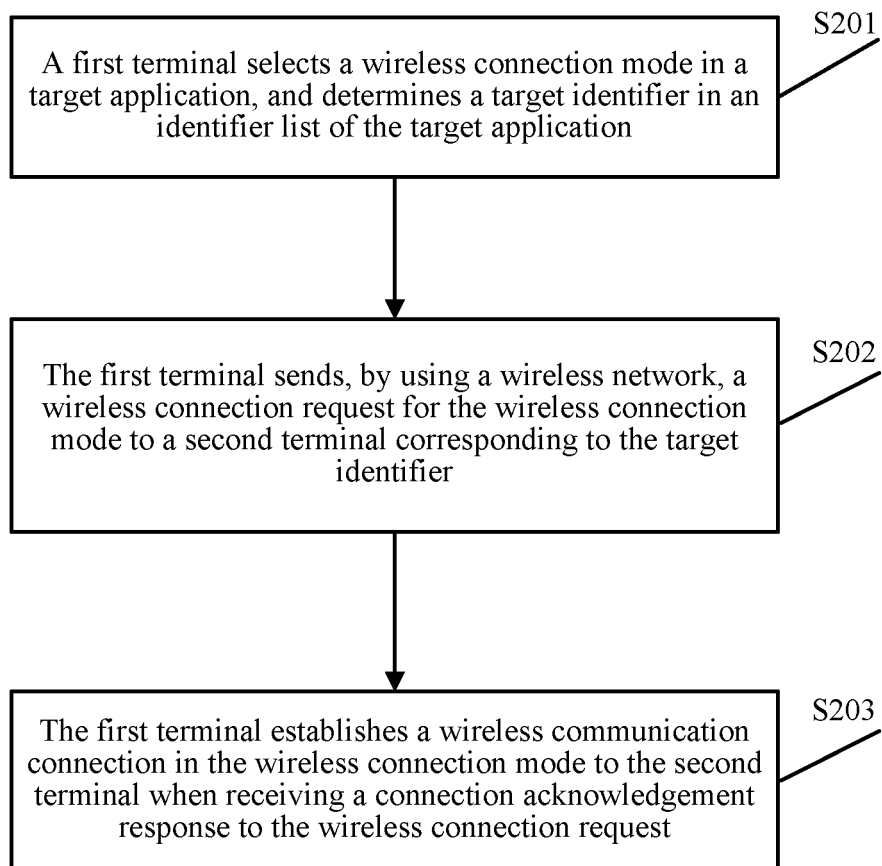 S201
A first terminal selects a wireless connection mode in a
target application, and determines a target identifier in an
identifier list of the target application
S202
The first terminal sends, by using a wireless network, a
wireless connection request for the wireless connection
mode to a second terminal corresponding to the target
identifier
S203
The first terminal establishes a wireless communication
connection in the wireless connection mode to the second
terminal when receiving a connection acknowledgement
response to the wireless connection request